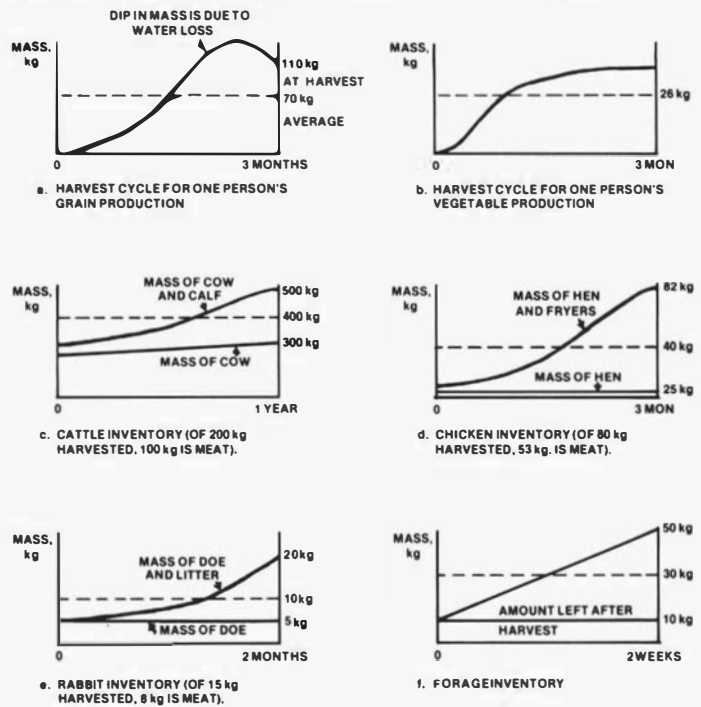 DIP IN MASS IS DUE TO
WATER LOSS
MASS,
kg
110 kg
AT HARVEST
70 kg
AVERAGE
0
3 MONTHS
a. HARVEST CYCLE FOR ONE PERSON'S
GRAIN PRODUCTION
MASS,
kg
26 kg
0
3 MON
b. HARVEST CYCLE FOR ONE PERSON'S
VEGETABLE PRODUCTION
MASS,
kg
MASS OF COW
AND CALF
500 kg
400 kg
300 kg
MASS OF COW
0
1 YEAR
c. CATTLE INVENTORY (OF 200 kg
HARVESTED, 100 kg IS MEAT).
MASS,
kg
MASS OF HEN
AND FRYERS
82 kg
40 kg
MASS OF HEN
25 kg
0
3 MON
d. CHICKEN INVENTORY (OF 80 kg
HARVESTED, 53 kg. IS MEAT).
MASS,
kg
MASS OF DOE
AND LITTER
20 kg
10 kg
5 kg
MASS OF DOE
0
2 MONTHS
e. RABBIT INVENTORY (OF 15 kg
HARVESTED, 8 kg IS MEAT).
MASS,
kg
50 kg
30 kg
AMOUNT LEFT AFTER
10 kg
HARVEST
0
2 WEEKS
f. FORAGE INVENTORY